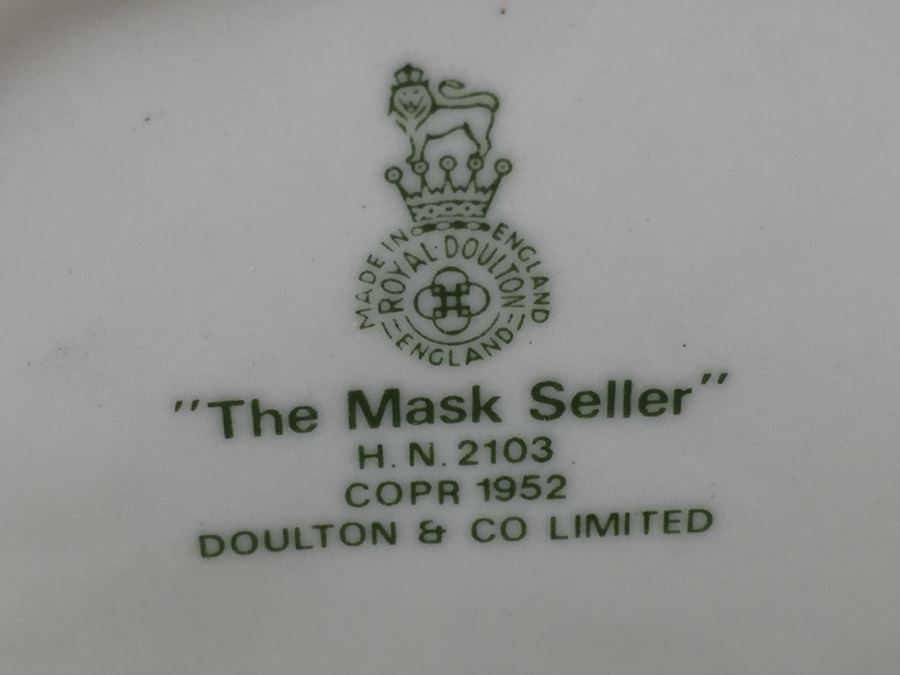 MADE IN ENGLAND
ROYAL·DOULTON
ENGLAND
"The Mask Seller"
H. N. 2103
COPR 1952
DOULTON & CO LIMITED